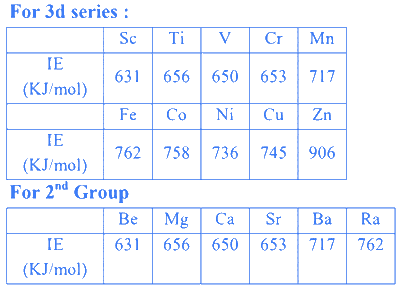 For 3d series :
Sc Ti V Cr Mn
IE (KJ/mol) 631 656 650 653 717
Fe Co Ni Cu Zn
IE (KJ/mol) 762 758 736 745 906
For 2nd Group
Be Mg Ca Sr Ba Ra
IE (KJ/mol) 631 656 650 653 717 762